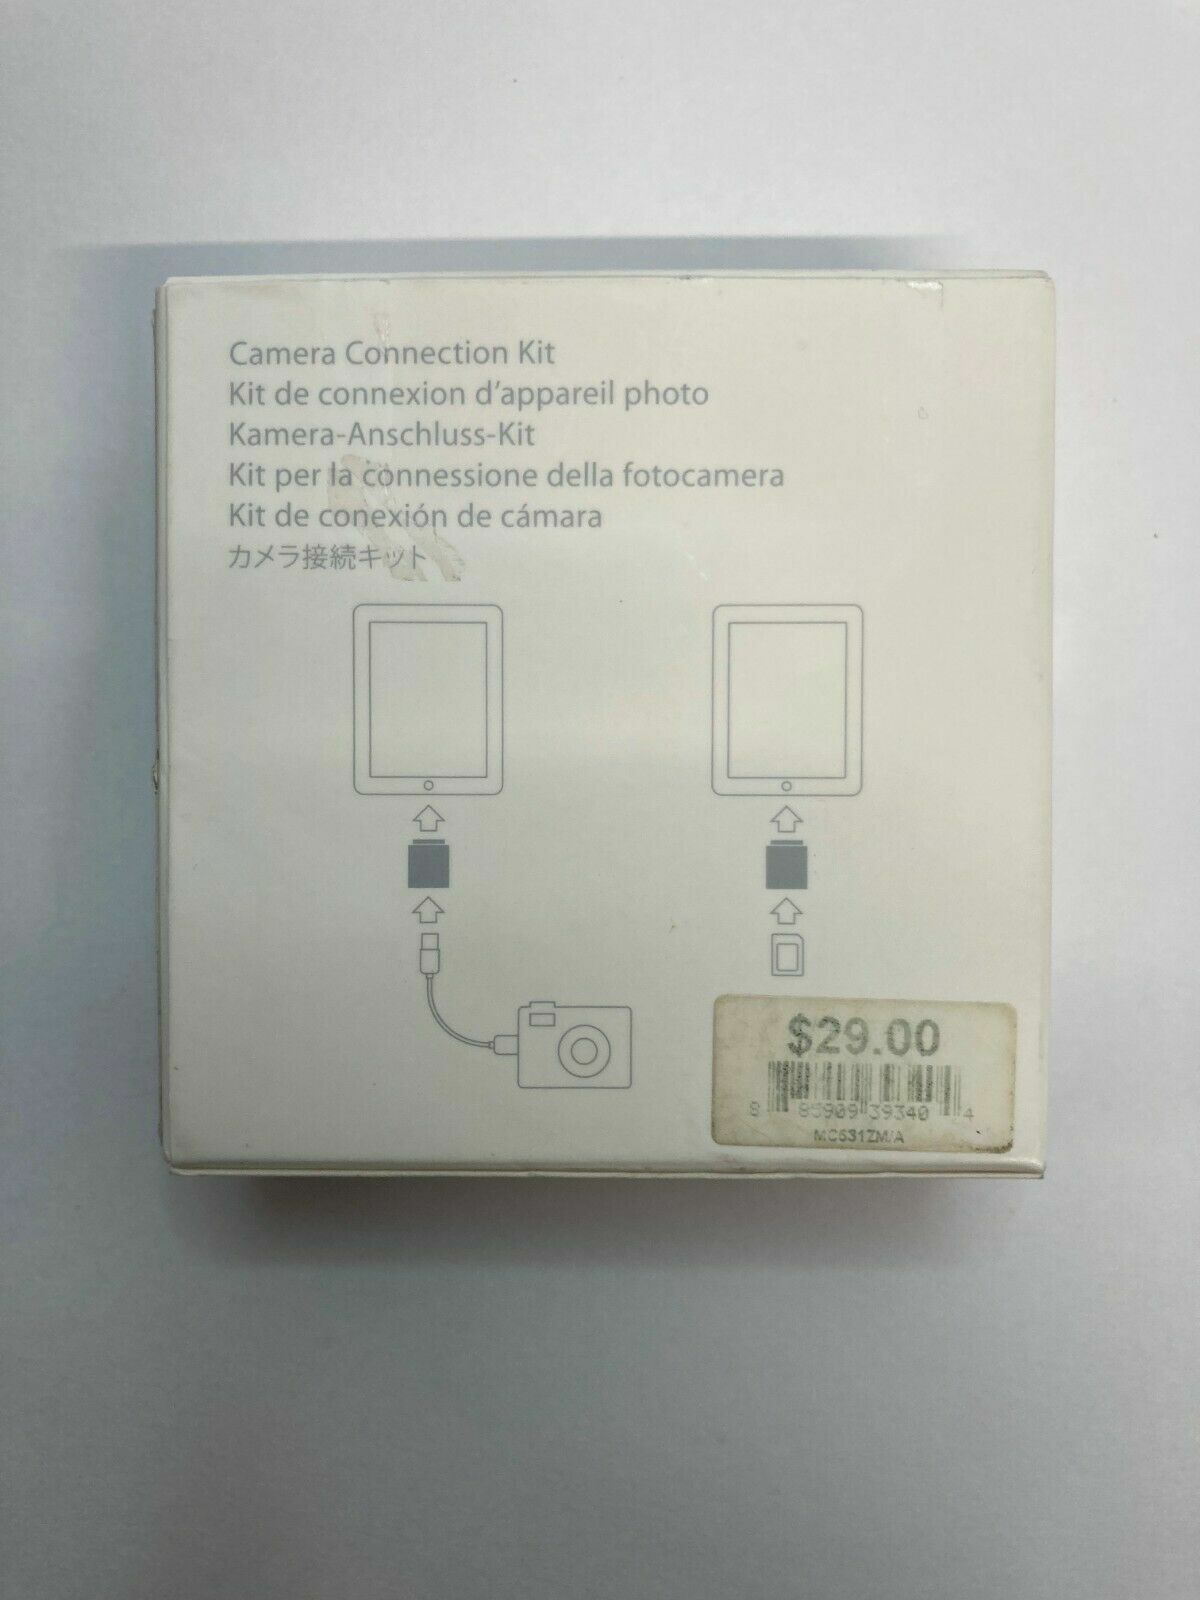 Camera Connection Kit
Kit de connexion d'appareil photo
Kamera-Anschluss-Kit
Kit per la connessione della fotocamera
Kit de conexión de cámara
カメラ接続キット
$29.00
8 85909 39340 4
MC531ZM/A